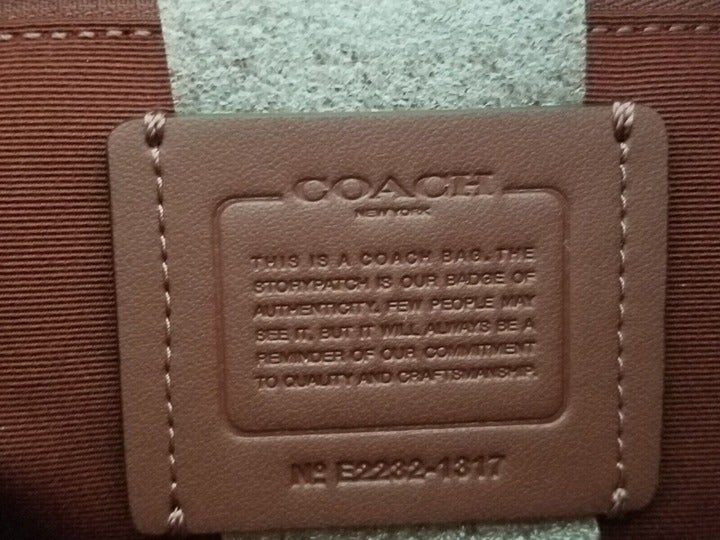 COACH
NEW YORK
THIS IS A COACH BAG. THE
STORYPATCH IS OUR BADGE OF
AUTHENTICITY. FEW PEOPLE MAY
SEE IT, BUT IT WILL ALWAYS BE A
REMINDER OF OUR COMMITMENT
TO QUALITY AND CRAFTSMANSHIP.
Nº E2232-1317